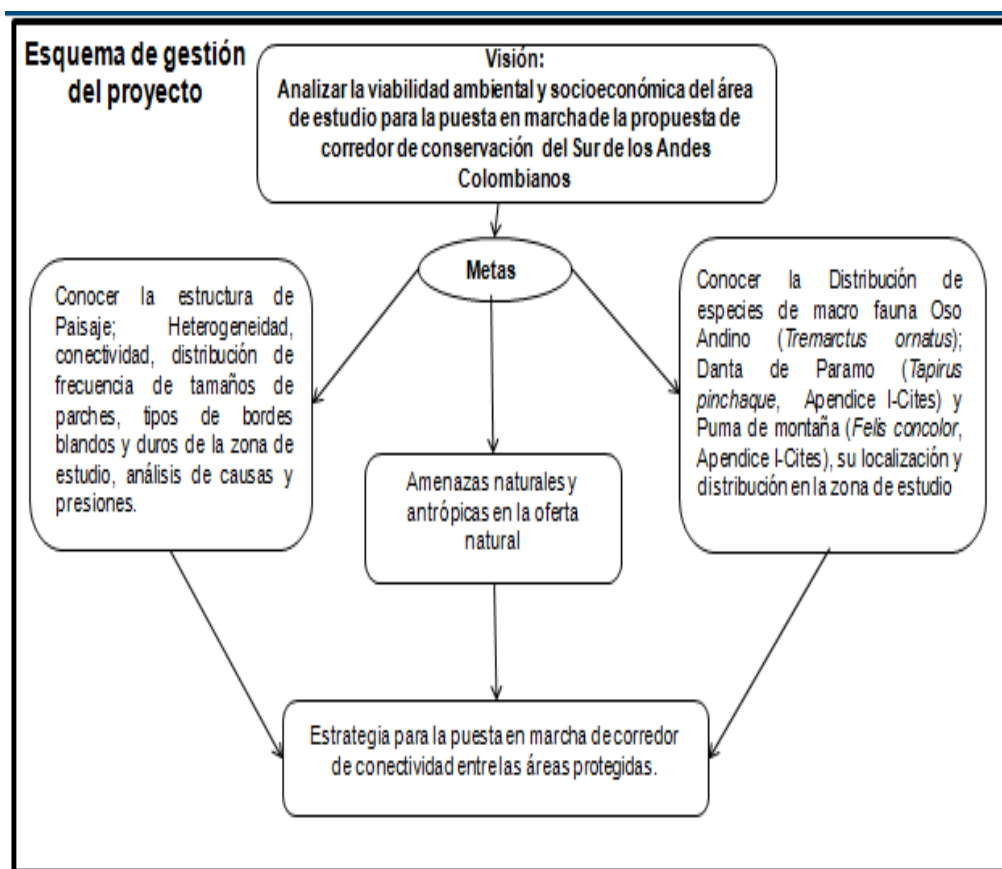 Esquema de gestión
del proyecto
Visión:
Analizar la viabilidad ambiental y socioeconómica del área
de estudio para la puesta en marcha de la propuesta de
corredor de conservación del Sur de los Andes
Colombianos
Metas
Conocer la estructura de
Paisaje; Heterogeneidad,
conectividad, distribución de
frecuencia de tamaños de
parches, tipos de bordes
blandos y duros de la zona de
estudio, análisis de causas y
presiones.
Amenazas naturales y
antrópicas en la oferta
natural
Conocer la Distribución de
especies de macro fauna Oso
Andino (Tremarctus ornatus);
Danta de Paramo (Tapirus
pinchaque, Apendice I-Cites) y
Puma de montaña (Felis concolor,
Apendice I-Cites), su localización y
distribución en la zona de estudio
Estrategia para la puesta en marcha de corredor
de conectividad entre las áreas protegidas.